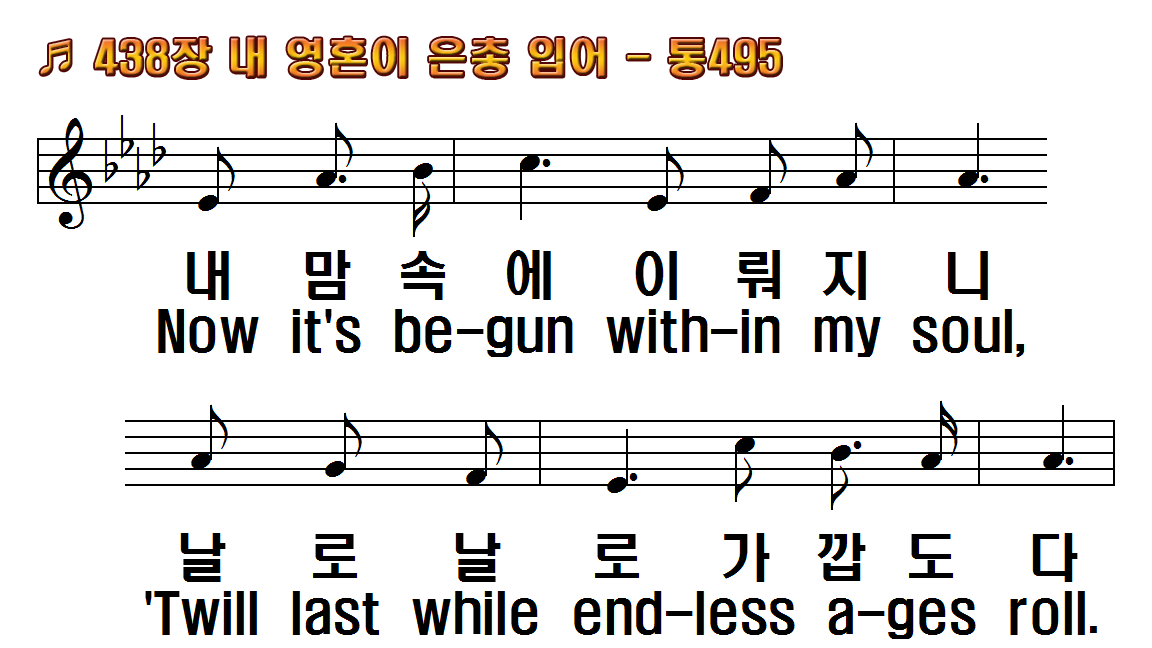 ♬ 438장 내 영혼이 은총 입어 - 통495
내 맘 속 에 이 뤄 지 니
Now it's be-gun with-in my soul,
날 로 날 로 가 깝 도 다
'Twill last while end-less a-ges roll.